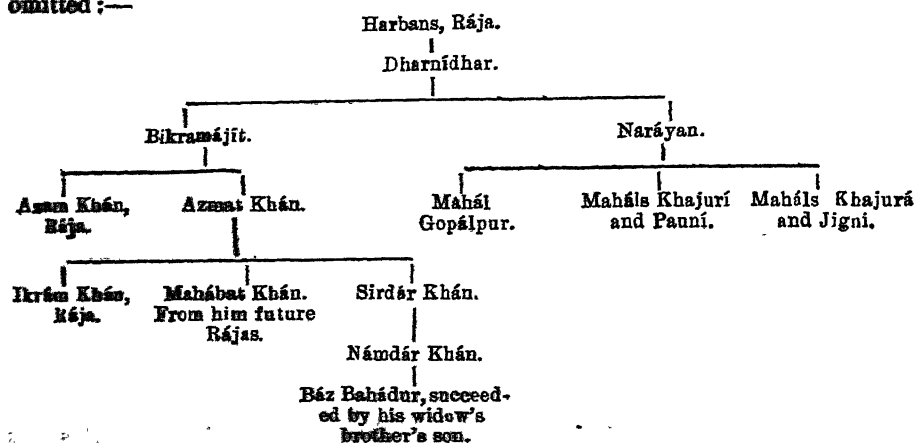 omitted :—
Harbans, Rája.
Dharnídhar.
Bikramájít.
Naráyan.
Azam Khán,
Rája.
Azmat Khán.
Mahál
Gopálpur.
Maháls Khajurí
and Pauní.
Maháls Khajurá
and Jigni.
Ikrám Khán,
Rája.
Mahábat Khán.
From him future
Rájas.
Sirdár Khán.
Námdár Khán.
Báz Bahádur, succeed-
ed by his widow's
brother's son.